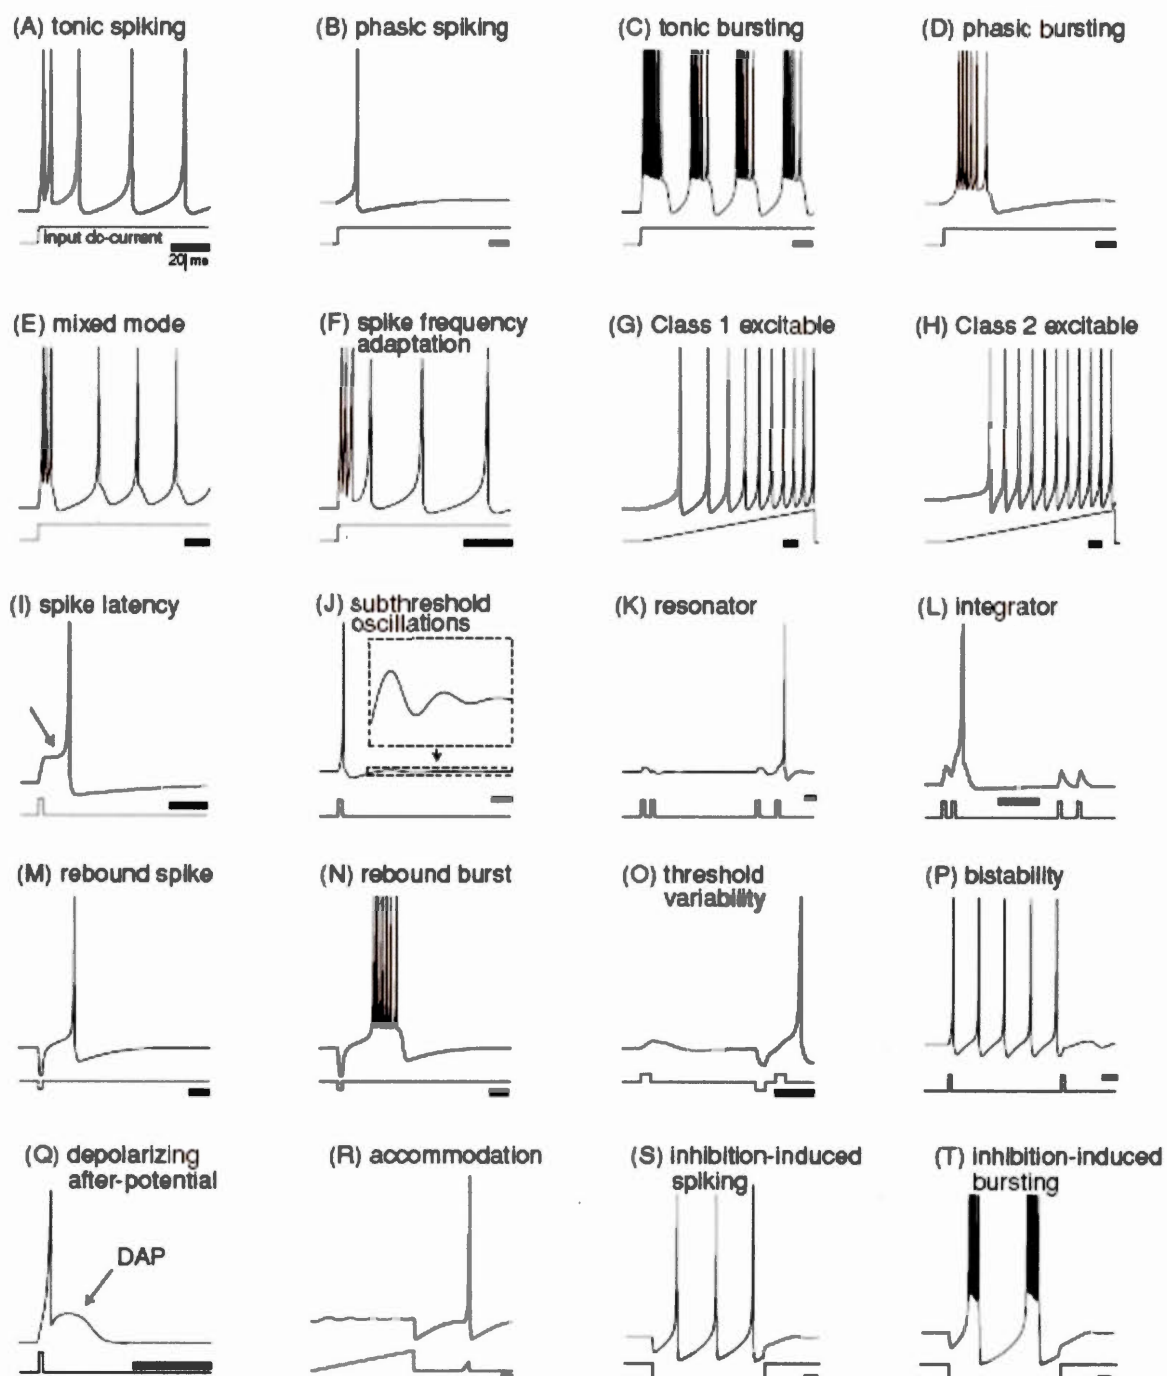 (A) tonic spiking
(B) phasic spiking
(C) tonic bursting
(D) phasic bursting
input dc-current
20 ms
(E) mixed mode
(F) spike frequency
adaptation
(G) Class 1 excitable
(H) Class 2 excitable
(I) spike latency
(J) subthreshold
oscillations
(K) resonator
(L) integrator
(M) rebound spike
(N) rebound burst
(O) threshold
variability
(P) bistability
(Q) depolarizing
after-potential
DAP
(R) accommodation
(S) inhibition-induced
spiking
(T) inhibition-induced
bursting